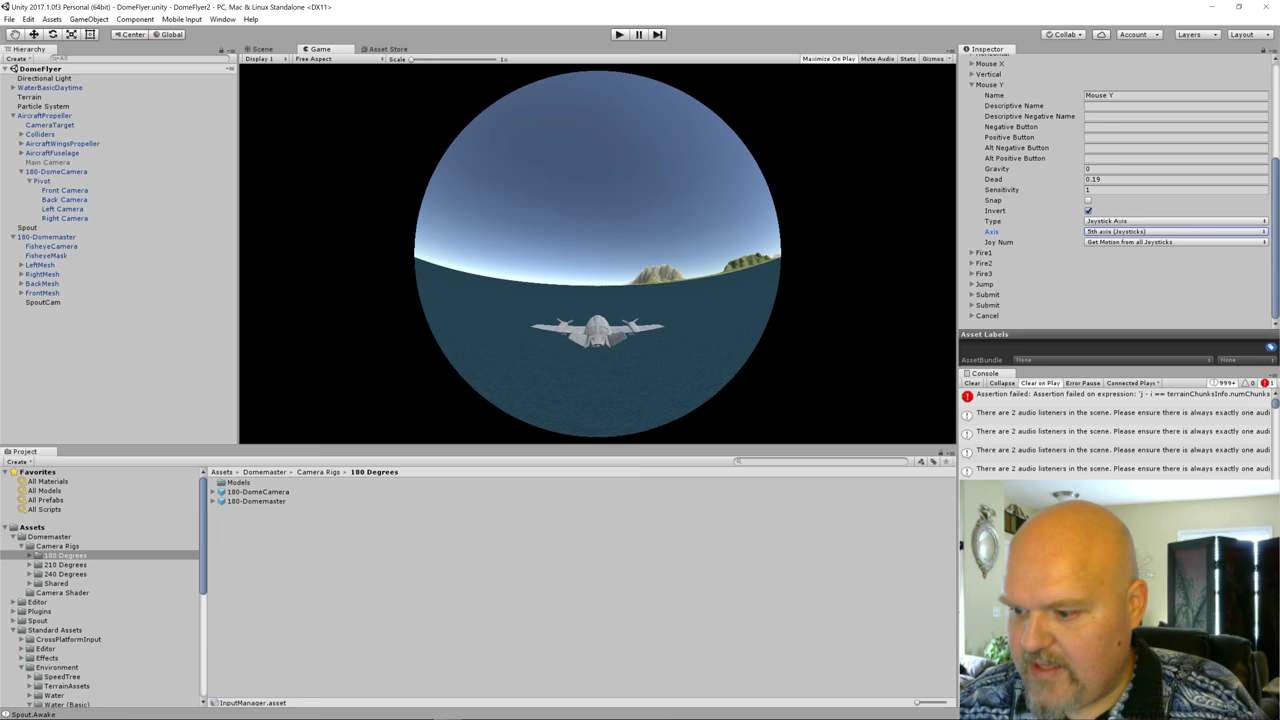 Unity 2017.1.0f3 Personal (64bit) - DomeFlyer.unity - DomeFlyer2 - PC, Mac & Linux Standalone <DX11>
File Edit Assets GameObject Component Mobile Input Window Help
Center Global Collab Account Layers Layout
Hierarchy
Create All
DomeFlyer
Directional Light
WaterBasicDaytime
Terrain
Particle System
AircraftPropeller
CameraTarget
Colliders
AircraftWingsPropeller
AircraftFuselage
Main Camera
180-DomeCamera
Pivot
Front Camera
Back Camera
Left Camera
Right Camera
Spout
180-Domemaster
FisheyeCamera
FisheyeMask
LeftMesh
RightMesh
BackMesh
FrontMesh
SpoutCam
Scene Game Asset Store
Display 1 Free Aspect Scale 1x Maximize On Play Mute Audio Stats Gizmos
Inspector
Mouse X
Vertical
Mouse Y
Name Mouse Y
Descriptive Name
Descriptive Negative Name
Negative Button
Positive Button
Alt Negative Button
Alt Positive Button
Gravity 0
Dead 0.19
Sensitivity 1
Snap
Invert
Type Joystick Axis
Axis 5th axis (Joysticks)
Joy Num Get Motion from all Joysticks
Fire1
Fire2
Fire3
Jump
Submit
Submit
Cancel
Asset Labels
AssetBundle None None
Console
Clear Collapse Clear on Play Error Pause Connected Player 999+ 0 1
Assertion failed: Assertion failed on expression: 'j - i == terrainChunksInfo.numChunks
There are 2 audio listeners in the scene. Please ensure there is always exactly one audi
There are 2 audio listeners in the scene. Please ensure there is always exactly one audi
There are 2 audio listeners in the scene. Please ensure there is always exactly one audi
There are 2 audio listeners in the scene. Please ensure there is always exactly one audi
Project
Create
Favorites
All Materials
All Models
All Prefabs
All Scripts
Assets
Domemaster
Camera Rigs
180 Degrees
210 Degrees
240 Degrees
Shared
Camera Shader
Editor
Plugins
Spout
Standard Assets
CrossPlatformInput
Editor
Effects
Environment
SpeedTree
TerrainAssets
Water
Water (Basic)
Assets Domemaster Camera Rigs 180 Degrees
Models
180-DomeCamera
180-Domemaster
InputManager.asset
Spout.Awake